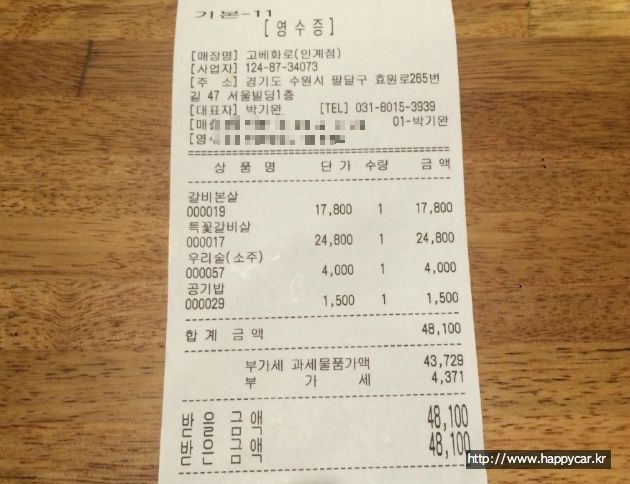 기본-11
[영수증]
[매장명] 고베화로(인계점)
[사업자] 124-87-34073
[주 소] 경기도 수원시 팔달구 효원로265번
길 47 서울빌딩1층
[대표자] 박기완 [TEL] 031-8015-3939
[매 01-박기완
[영
상 품 명 단 가 수량 금 액
갈비본살
000019 17,800 1 17,800
특꽃갈비살
000017 24,800 1 24,800
우리술(소주)
000057 4,000 1 4,000
공기밥
000029 1,500 1 1,500
합계 금액 48,100
부가세 과세물품가액 43,729
부 가 세 4,371
받을금액 48,100
받은금액 48,100
http://www.happycar.kr